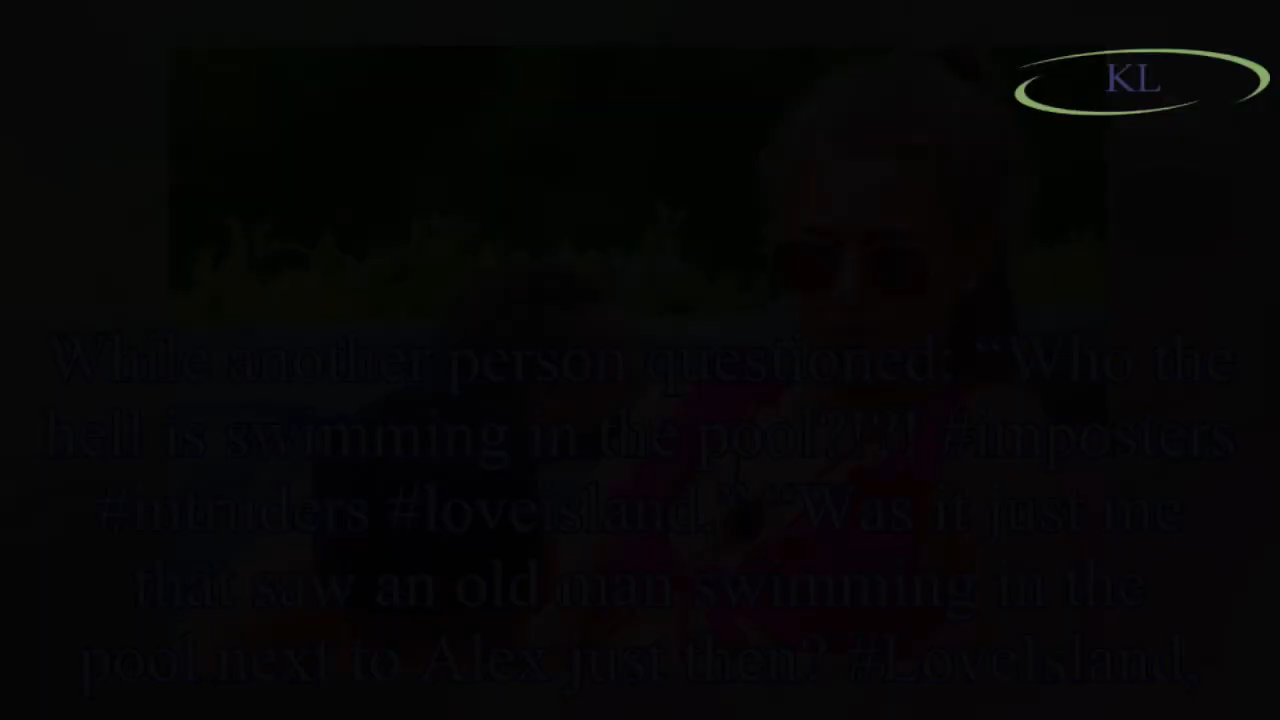 KL
While another person questioned: “Who the
hell is swimming in the pool?!?! #imposters
#intruders #loveisland,” “Was it just me
that saw an old man swimming in the
pool next to Alex just then? #LoveIsland,